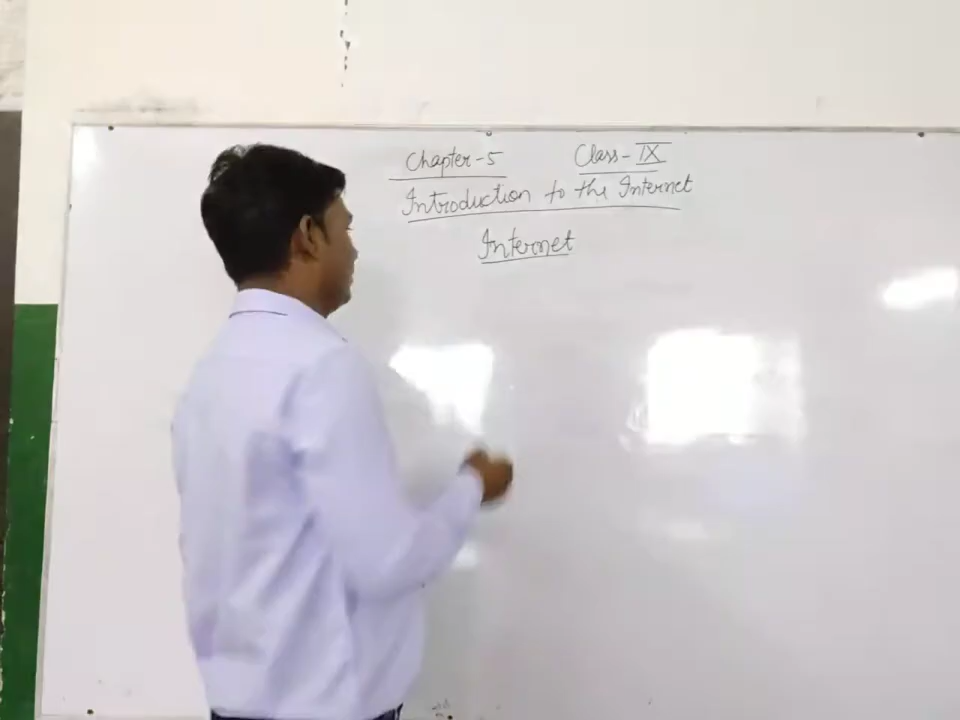 Chapter-5 Class-IX
Introduction to the Internet
Internet